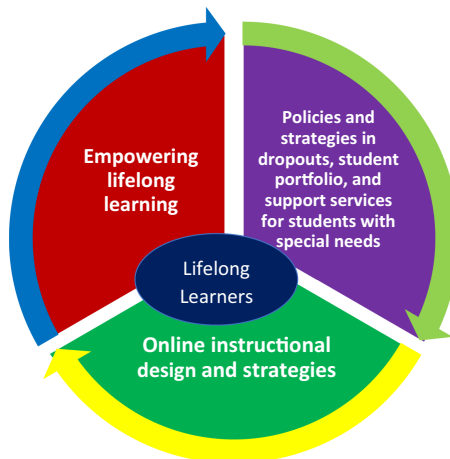 Empowering
lifelong
learning
Policies and
strategies in
dropouts, student
portfolio, and
support services
for students with
special needs
Lifelong
Learners
Online instructional
design and strategies